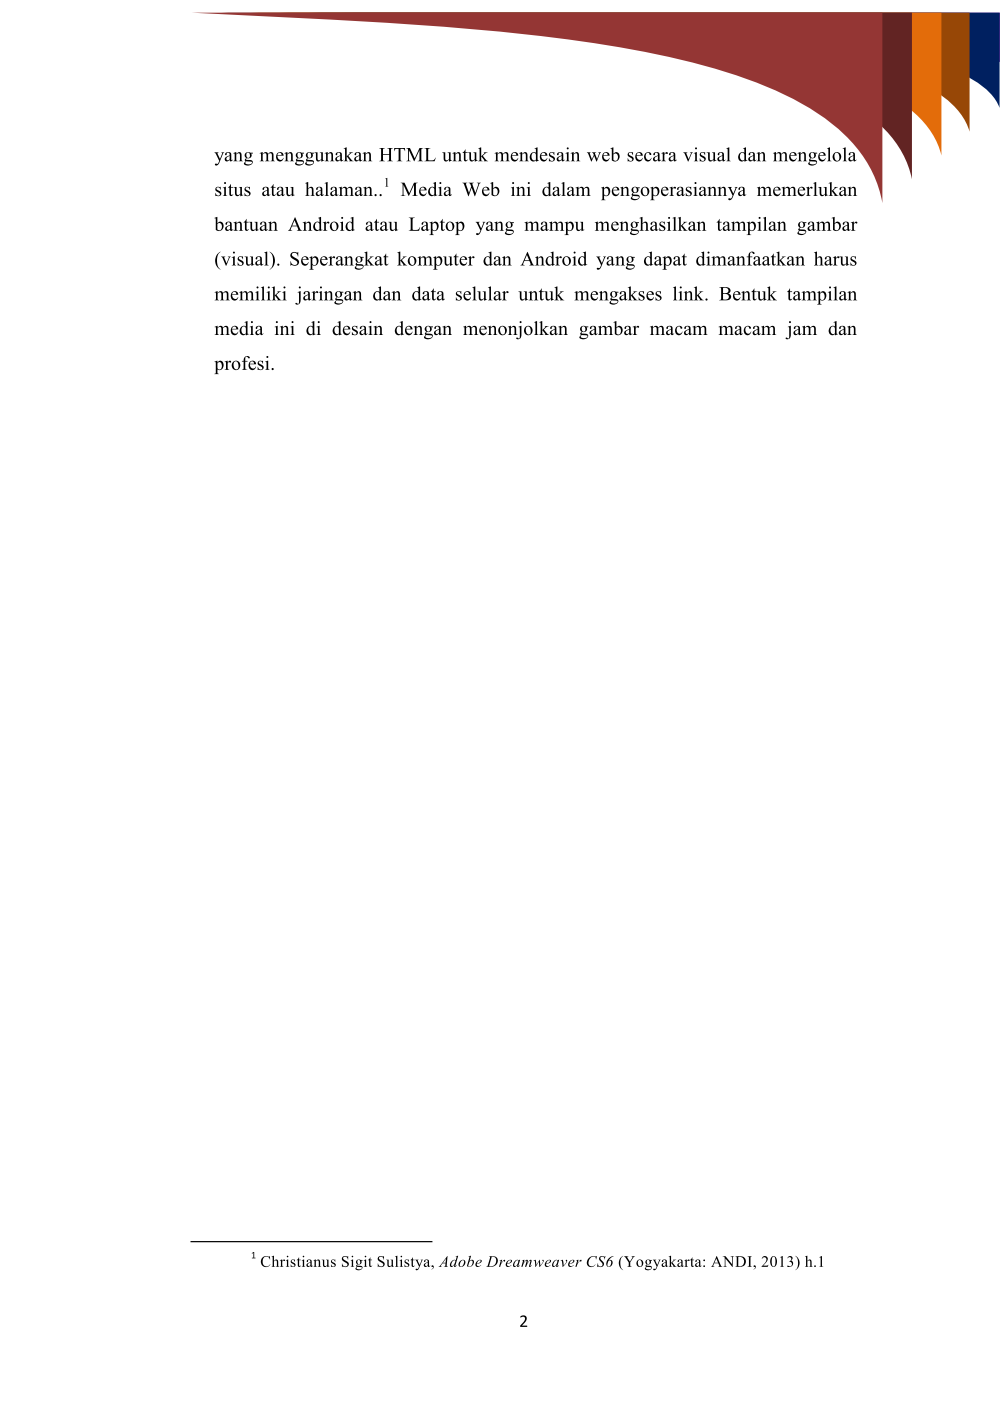 yang menggunakan HTML untuk mendesain web secara visual dan mengelola
situs atau halaman..1 Media Web ini dalam pengoperasiannya memerlukan
bantuan Android atau Laptop yang mampu menghasilkan tampilan gambar
(visual). Seperangkat komputer dan Android yang dapat dimanfaatkan harus
memiliki jaringan dan data selular untuk mengakses link. Bentuk tampilan
media ini di desain dengan menonjolkan gambar macam macam jam dan
profesi.
1 Christianus Sigit Sulistya, Adobe Dreamweaver CS6 (Yogyakarta: ANDI, 2013) h.1
2